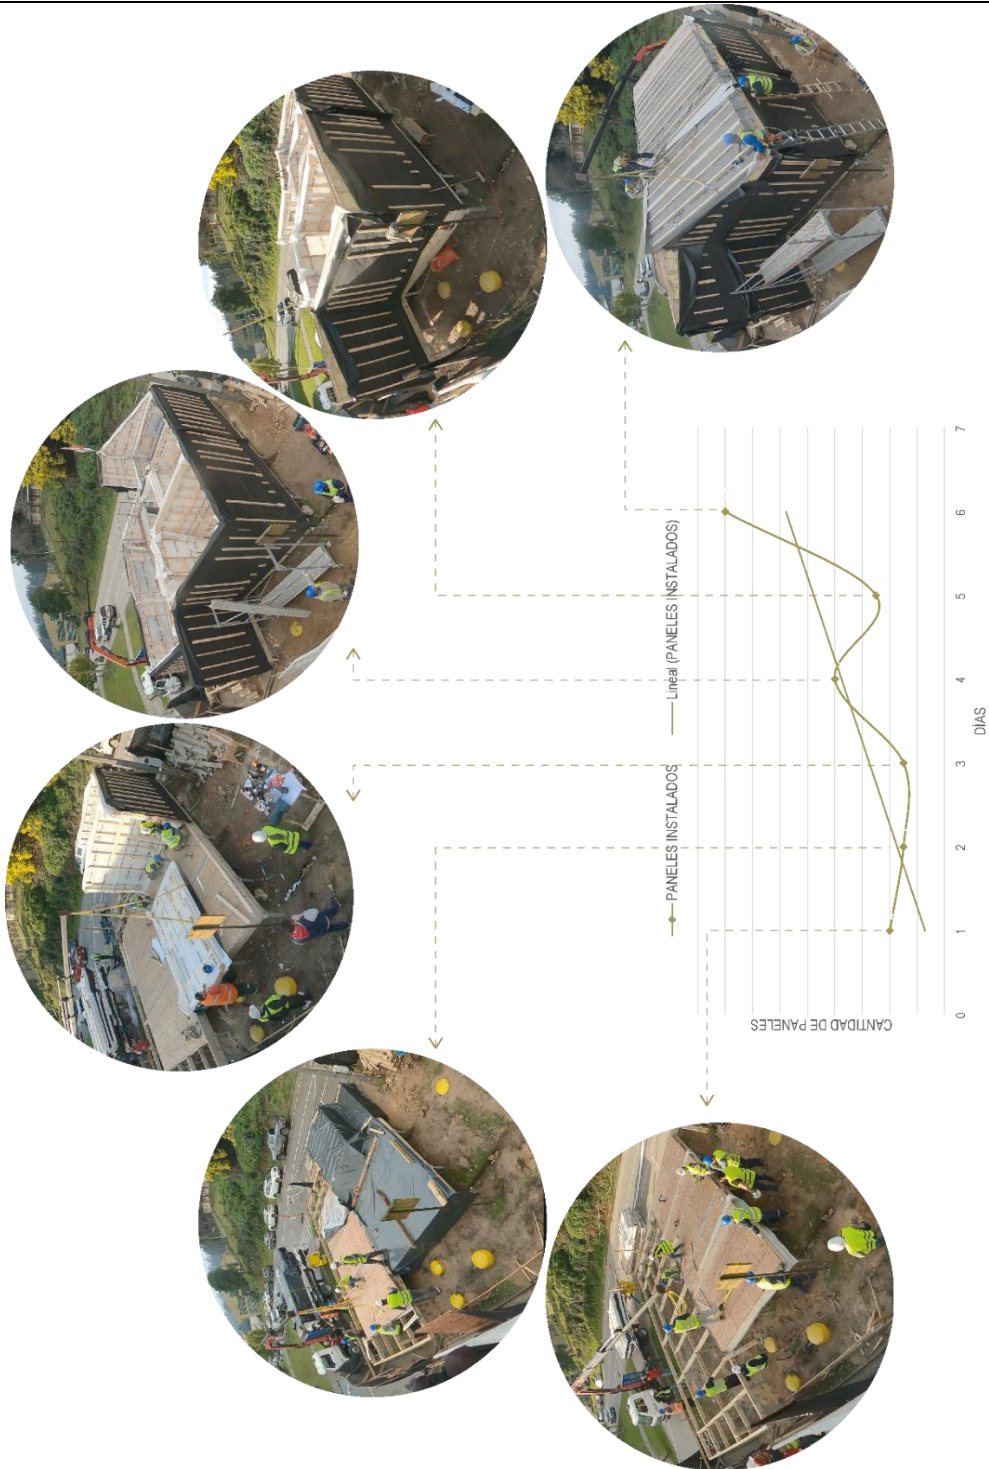 PANELES INSTALADOS
Lineal (PANELES INSTALADOS)
CANTIDAD DE PANELES
0 1 2 3 4 5 6 7
DÍAS